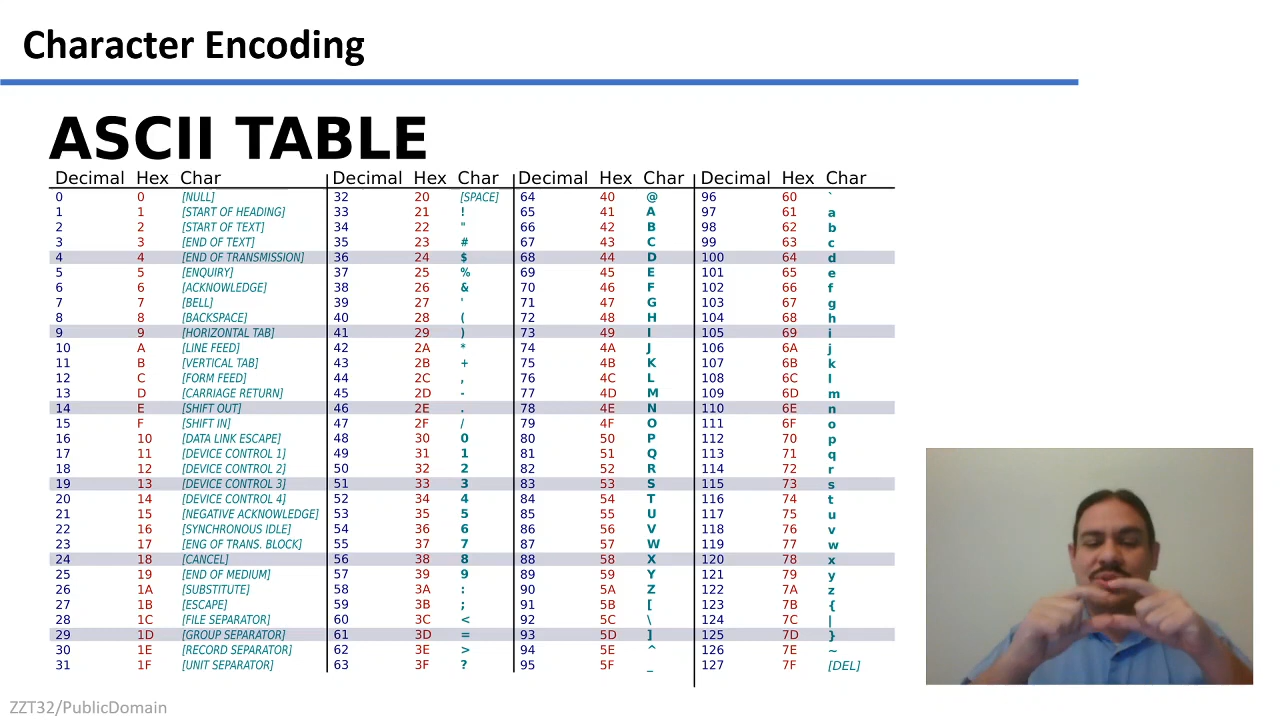 Character Encoding
ASCII TABLE
Decimal Hex Char Decimal Hex Char Decimal Hex Char Decimal Hex Char
0 0 [NULL] 32 20 [SPACE] 64 40 @ 96 60 `
1 1 [START OF HEADING] 33 21 ! 65 41 A 97 61 a
2 2 [START OF TEXT] 34 22 " 66 42 B 98 62 b
3 3 [END OF TEXT] 35 23 # 67 43 C 99 63 c
4 4 [END OF TRANSMISSION] 36 24 $ 68 44 D 100 64 d
5 5 [ENQUIRY] 37 25 % 69 45 E 101 65 e
6 6 [ACKNOWLEDGE] 38 26 & 70 46 F 102 66 f
7 7 [BELL] 39 27 ' 71 47 G 103 67 g
8 8 [BACKSPACE] 40 28 ( 72 48 H 104 68 h
9 9 [HORIZONTAL TAB] 41 29 ) 73 49 I 105 69 i
10 A [LINE FEED] 42 2A * 74 4A J 106 6A j
11 B [VERTICAL TAB] 43 2B + 75 4B K 107 6B k
12 C [FORM FEED] 44 2C , 76 4C L 108 6C l
13 D [CARRIAGE RETURN] 45 2D - 77 4D M 109 6D m
14 E [SHIFT OUT] 46 2E . 78 4E N 110 6E n
15 F [SHIFT IN] 47 2F / 79 4F O 111 6F o
16 10 [DATA LINK ESCAPE] 48 30 0 80 50 P 112 70 p
17 11 [DEVICE CONTROL 1] 49 31 1 81 51 Q 113 71 q
18 12 [DEVICE CONTROL 2] 50 32 2 82 52 R 114 72 r
19 13 [DEVICE CONTROL 3] 51 33 3 83 53 S 115 73 s
20 14 [DEVICE CONTROL 4] 52 34 4 84 54 T 116 74 t
21 15 [NEGATIVE ACKNOWLEDGE] 53 35 5 85 55 U 117 75 u
22 16 [SYNCHRONOUS IDLE] 54 36 6 86 56 V 118 76 v
23 17 [ENG OF TRANS. BLOCK] 55 37 7 87 57 W 119 77 w
24 18 [CANCEL] 56 38 8 88 58 X 120 78 x
25 19 [END OF MEDIUM] 57 39 9 89 59 Y 121 79 y
26 1A [SUBSTITUTE] 58 3A : 90 5A Z 122 7A z
27 1B [ESCAPE] 59 3B ; 91 5B [ 123 7B {
28 1C [FILE SEPARATOR] 60 3C < 92 5C \ 124 7C |
29 1D [GROUP SEPARATOR] 61 3D = 93 5D ] 125 7D }
30 1E [RECORD SEPARATOR] 62 3E > 94 5E ^ 126 7E ~
31 1F [UNIT SEPARATOR] 63 3F ? 95 5F _ 127 7F [DEL]
ZZT32/PublicDomain